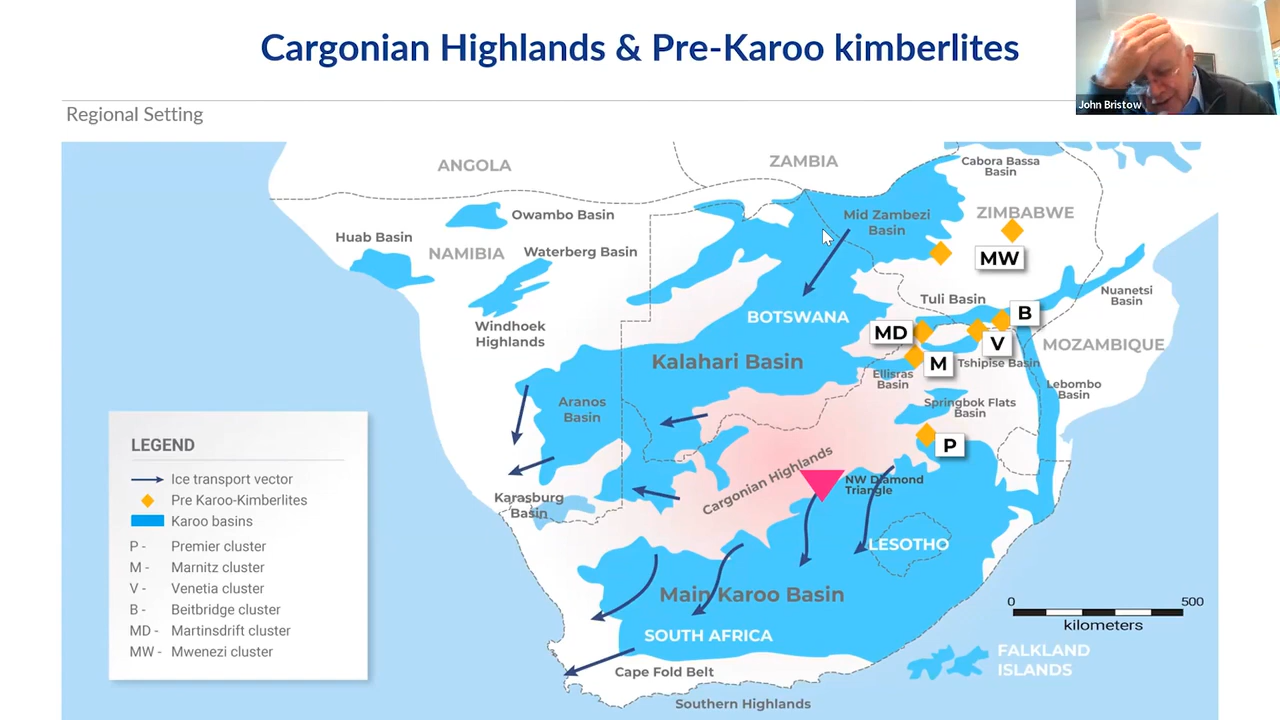 Cargonian Highlands & Pre-Karoo kimberlites
John Bristow
Regional Setting
ANGOLA
ZAMBIA
Cabora Bassa
Basin
Owambo Basin
Mid Zambezi
Basin
ZIMBABWE
Huab Basin
NAMIBIA
Waterberg Basin
MW
Nuanetsi
Basin
Tuli Basin
Windhoek
Highlands
BOTSWANA
B
MD
V
MOZAMBIQUE
Kalahari Basin
M
Tshipise Basin
Ellisras
Basin
Lebombo
Basin
Aranos
Basin
Springbok Flats
Basin
P
Cargonian Highlands
NW Diamond
Triangle
Karasburg
Basin
LESOTHO
Main Karoo Basin
SOUTH AFRICA
Cape Fold Belt
Southern Highlands
0
500
kilometers
FALKLAND
ISLANDS
LEGEND
Ice transport vector
Pre Karoo-Kimberlites
Karoo basins
P - Premier cluster
M - Marnitz cluster
V - Venetia cluster
B - Beitbridge cluster
MD - Martinsdrift cluster
MW - Mwenezi cluster